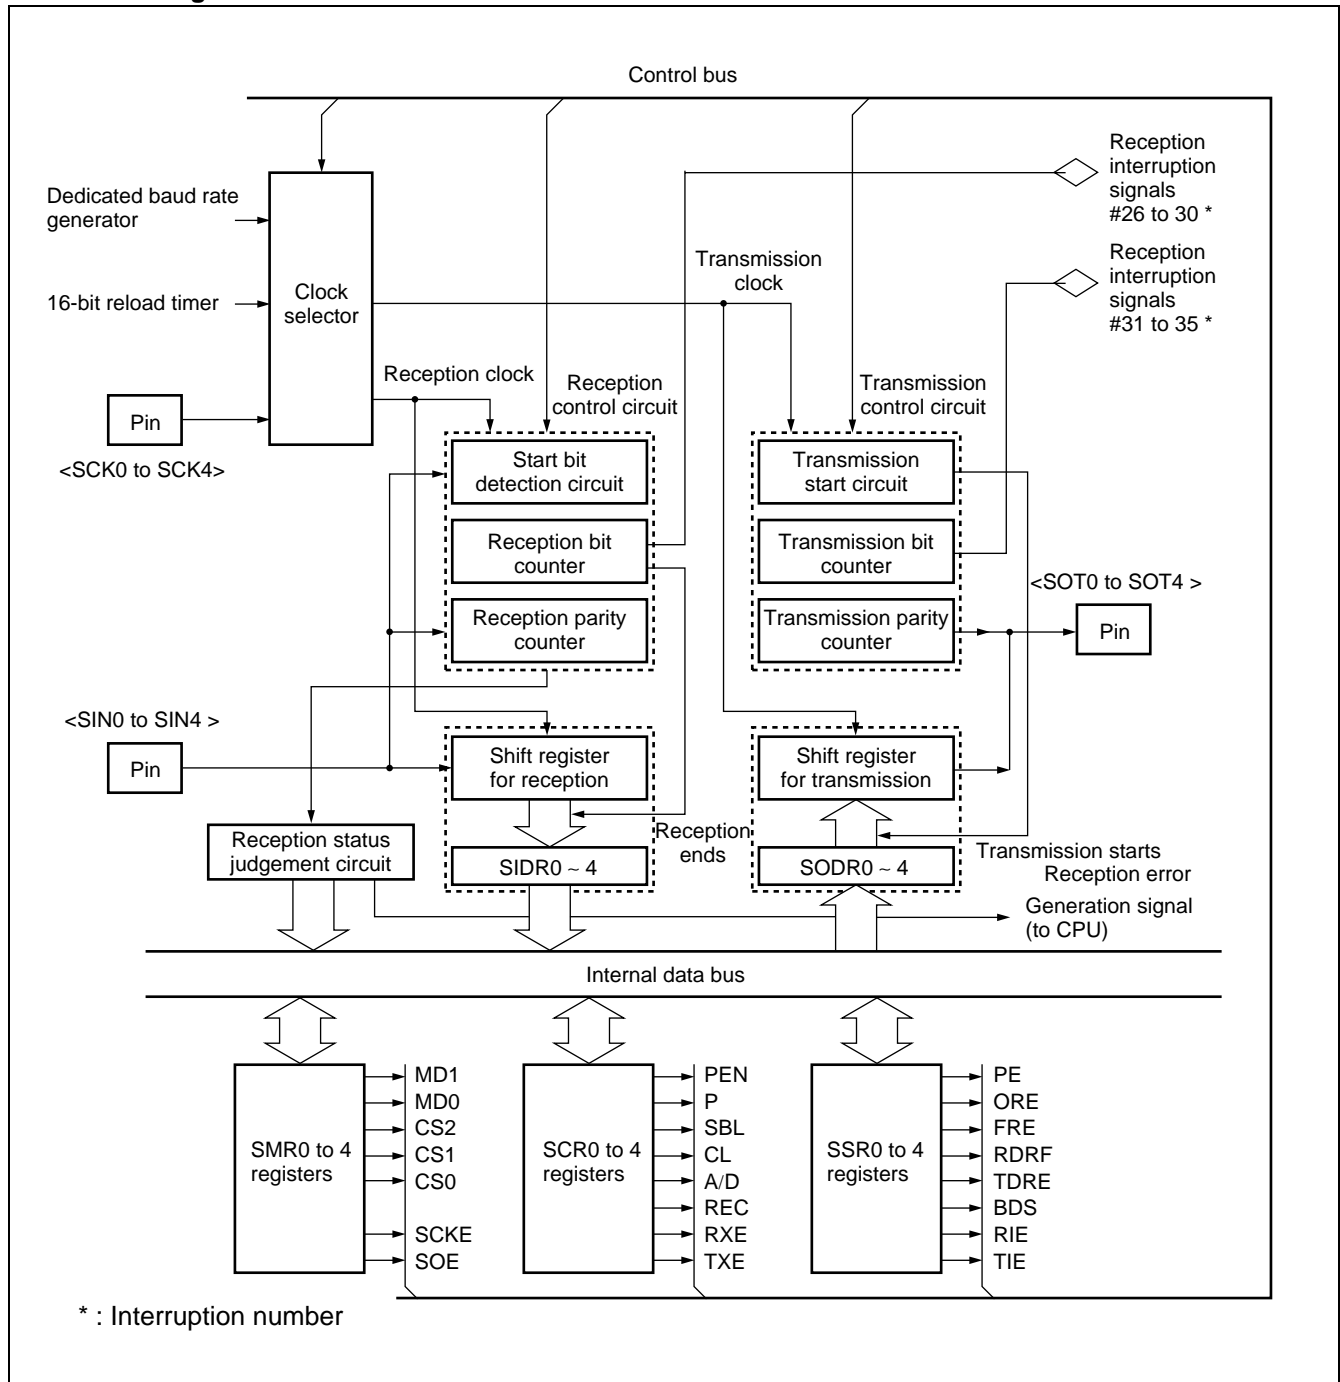 Control bus
Dedicated baud rate
generator
16-bit reload timer
Pin
<SCK0 to SCK4>
Clock
selector
Reception
interruption
signals
#26 to 30 *
Reception
interruption
signals
#31 to 35 *
Transmission
clock
Reception clock
Reception
control circuit
Transmission
control circuit
Start bit
detection circuit
Reception bit
counter
Reception parity
counter
Transmission
start circuit
Transmission bit
counter
Transmission parity
counter
<SOT0 to SOT4 >
Pin
<SIN0 to SIN4 >
Pin
Shift register
for reception
Shift register
for transmission
Reception status
judgement circuit
SIDR0 ~ 4
Reception
ends
SODR0 ~ 4
Transmission starts
Reception error
Generation signal
(to CPU)
Internal data bus
SMR0 to 4
registers
MD1
MD0
CS2
CS1
CS0
SCKE
SOE
SCR0 to 4
registers
PEN
P
SBL
CL
A/D
REC
RXE
TXE
SSR0 to 4
registers
PE
ORE
FRE
RDRF
TDRE
BDS
RIE
TIE
* : Interruption number